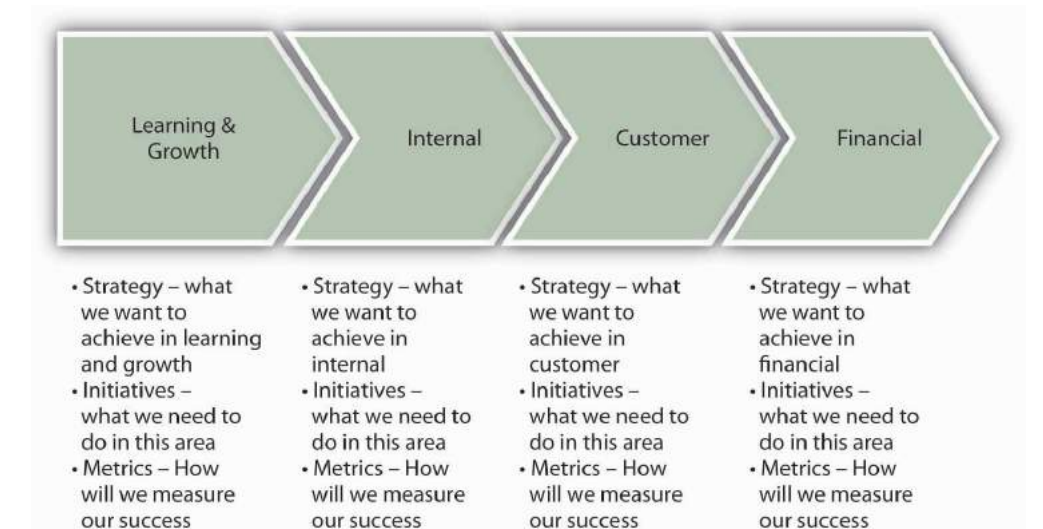 Learning &
Growth
Internal
Customer
Financial
• Strategy – what
we want to
achieve in learning
and growth
• Initiatives –
what we need to
do in this area
• Metrics – How
will we measure
our success
• Strategy – what
we want to
achieve in
internal
• Initiatives –
what we need to
do in this area
• Metrics – How
will we measure
our success
• Strategy – what
we want to
achieve in
customer
• Initiatives –
what we need to
do in this area
• Metrics – How
will we measure
our success
• Strategy – what
we want to
achieve in
financial
• Initiatives –
what we need to
do in this area
• Metrics – How
will we measure
our success